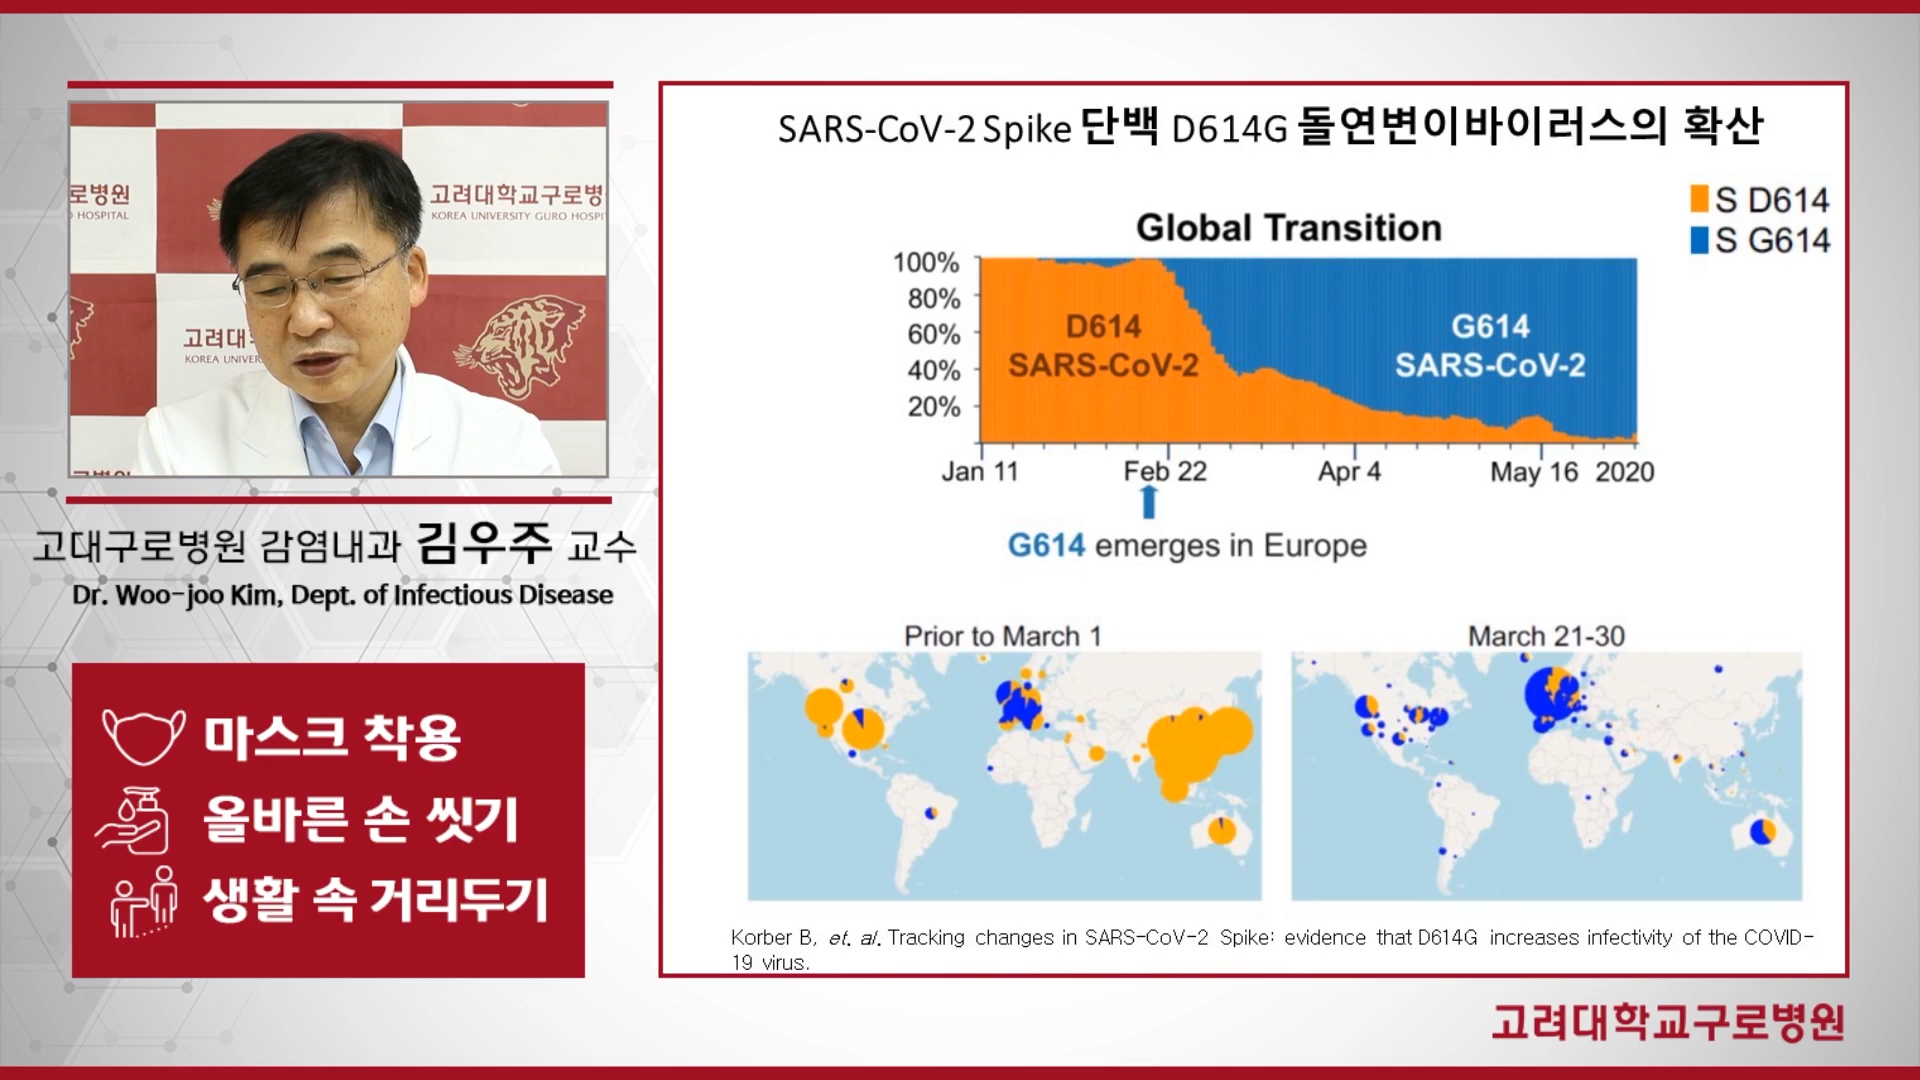 로병원
HOSPITAL
고려대학교구로병
KOREA UNIVERSITY GURO HOSPI
고려대
KOREA UNIVER
고대구로병원 감염내과 김우주 교수
Dr. Woo-joo Kim, Dept. of Infectious Disease
마스크 착용
올바른 손 씻기
생활 속 거리두기
SARS-CoV-2 Spike 단백 D614G 돌연변이바이러스의 확산
S D614
S G614
Global Transition
100%
80%
60%
40%
20%
D614
SARS-CoV-2
G614
SARS-CoV-2
Jan 11 Feb 22 Apr 4 May 16 2020
G614 emerges in Europe
Prior to March 1
March 21-30
Korber B, et. al. Tracking changes in SARS-CoV-2 Spike: evidence that D614G increases infectivity of the COVID-
19 virus.
고려대학교구로병원